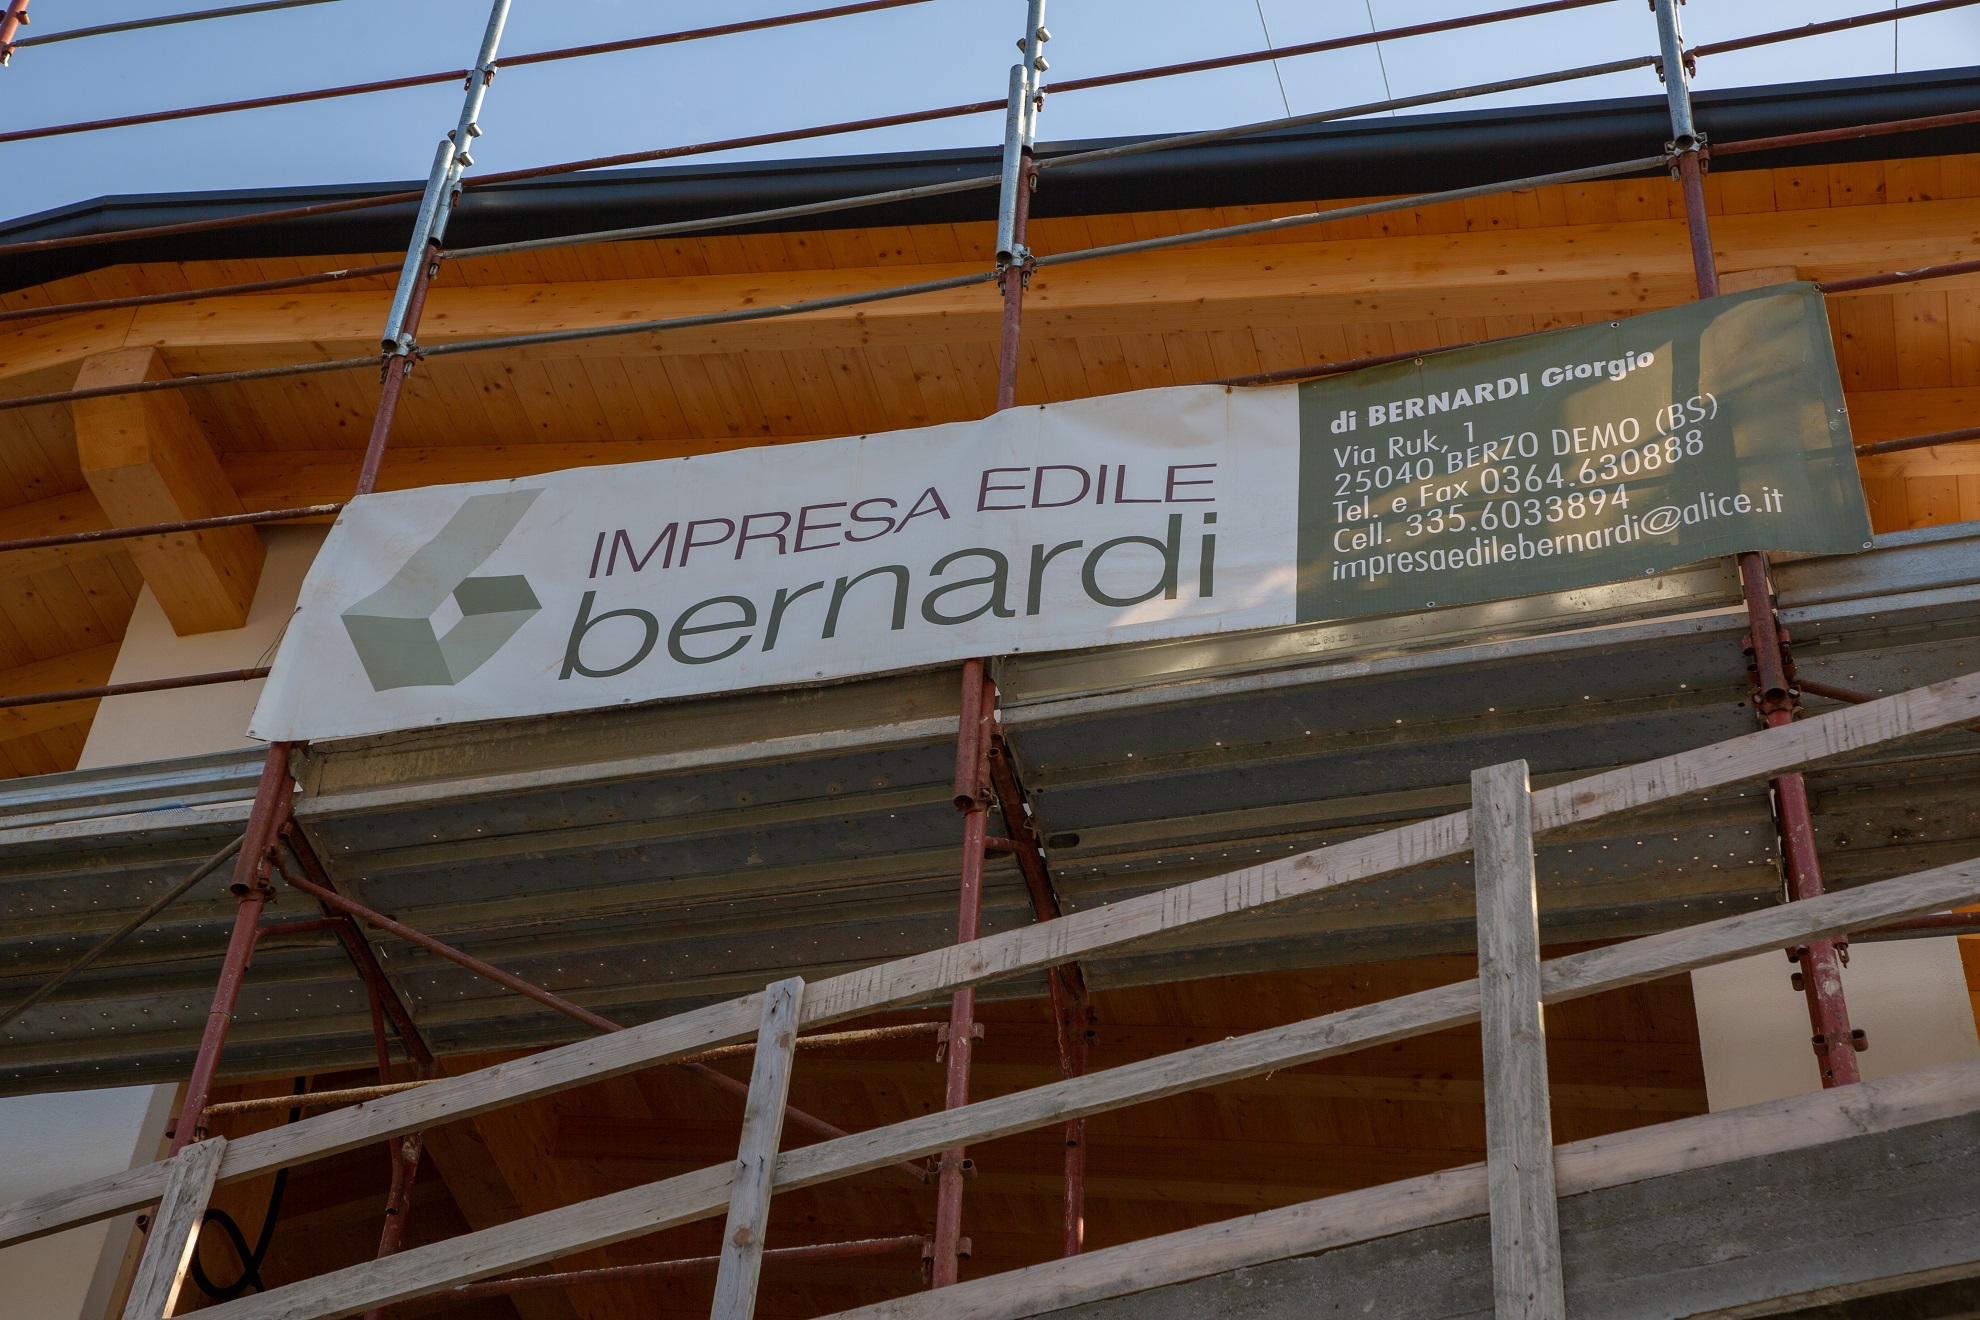 IMPRESA EDILE
bernardi
di BERNARDI Giorgio
Via Ruk, 1
25040 BERZO DEMO (BS)
Tel. e Fax 0364.630888
Cell. 335.6033894
impresaedilebernardi@alice.it